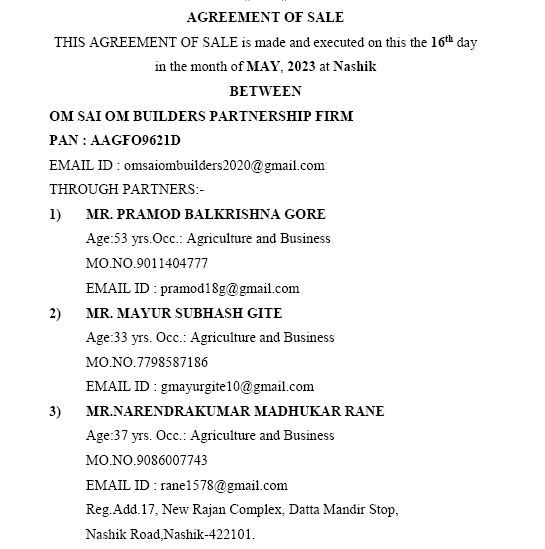 AGREEMENT OF SALE
THIS AGREEMENT OF SALE is made and executed on this the 16th day
in the month of MAY, 2023 at Nashik
BETWEEN
OM SAI OM BUILDERS PARTNERSHIP FIRM
PAN : AAGFO9621D
EMAIL ID : omsaiombuilders2020@gmail.com
THROUGH PARTNERS:-
1) MR. PRAMOD BALKRISHNA GORE
Age:53 yrs.Occ.: Agriculture and Business
MO.NO.9011404777
EMAIL ID : pramod18g@gmail.com
2) MR. MAYUR SUBHASH GITE
Age:33 yrs. Occ.: Agriculture and Business
MO.NO.7798587186
EMAIL ID : gmayurgite10@gmail.com
3) MR.NARENDRAKUMAR MADHUKAR RANE
Age:37 yrs. Occ.: Agriculture and Business
MO.NO.9086007743
EMAIL ID : rane1578@gmail.com
Reg.Add.17, New Rajan Complex, Datta Mandir Stop,
Nashik Road,Nashik-422101.